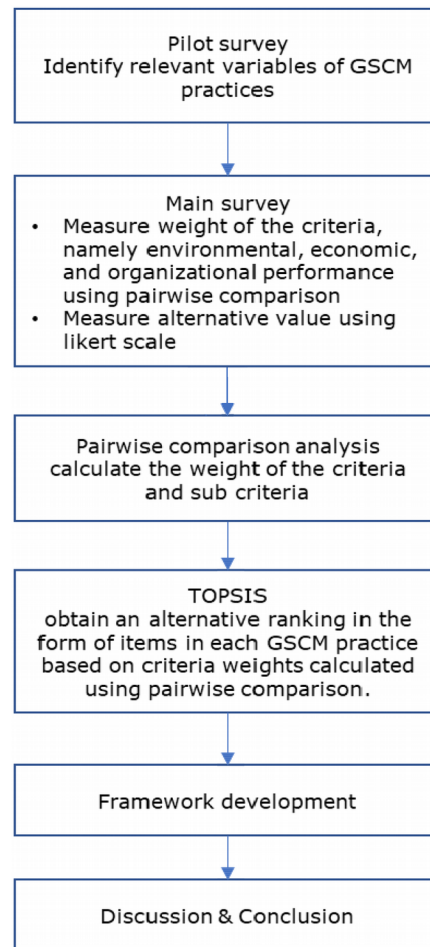 Pilot survey
Identify relevant variables of GSCM
practices
Main survey
• Measure weight of the criteria,
namely environmental, economic,
and organizational performance
using pairwise comparison
• Measure alternative value using
likert scale
Pairwise comparison analysis
calculate the weight of the criteria
and sub criteria
TOPSIS
obtain an alternative ranking in the
form of items in each GSCM practice
based on criteria weights calculated
using pairwise comparison.
Framework development
Discussion & Conclusion